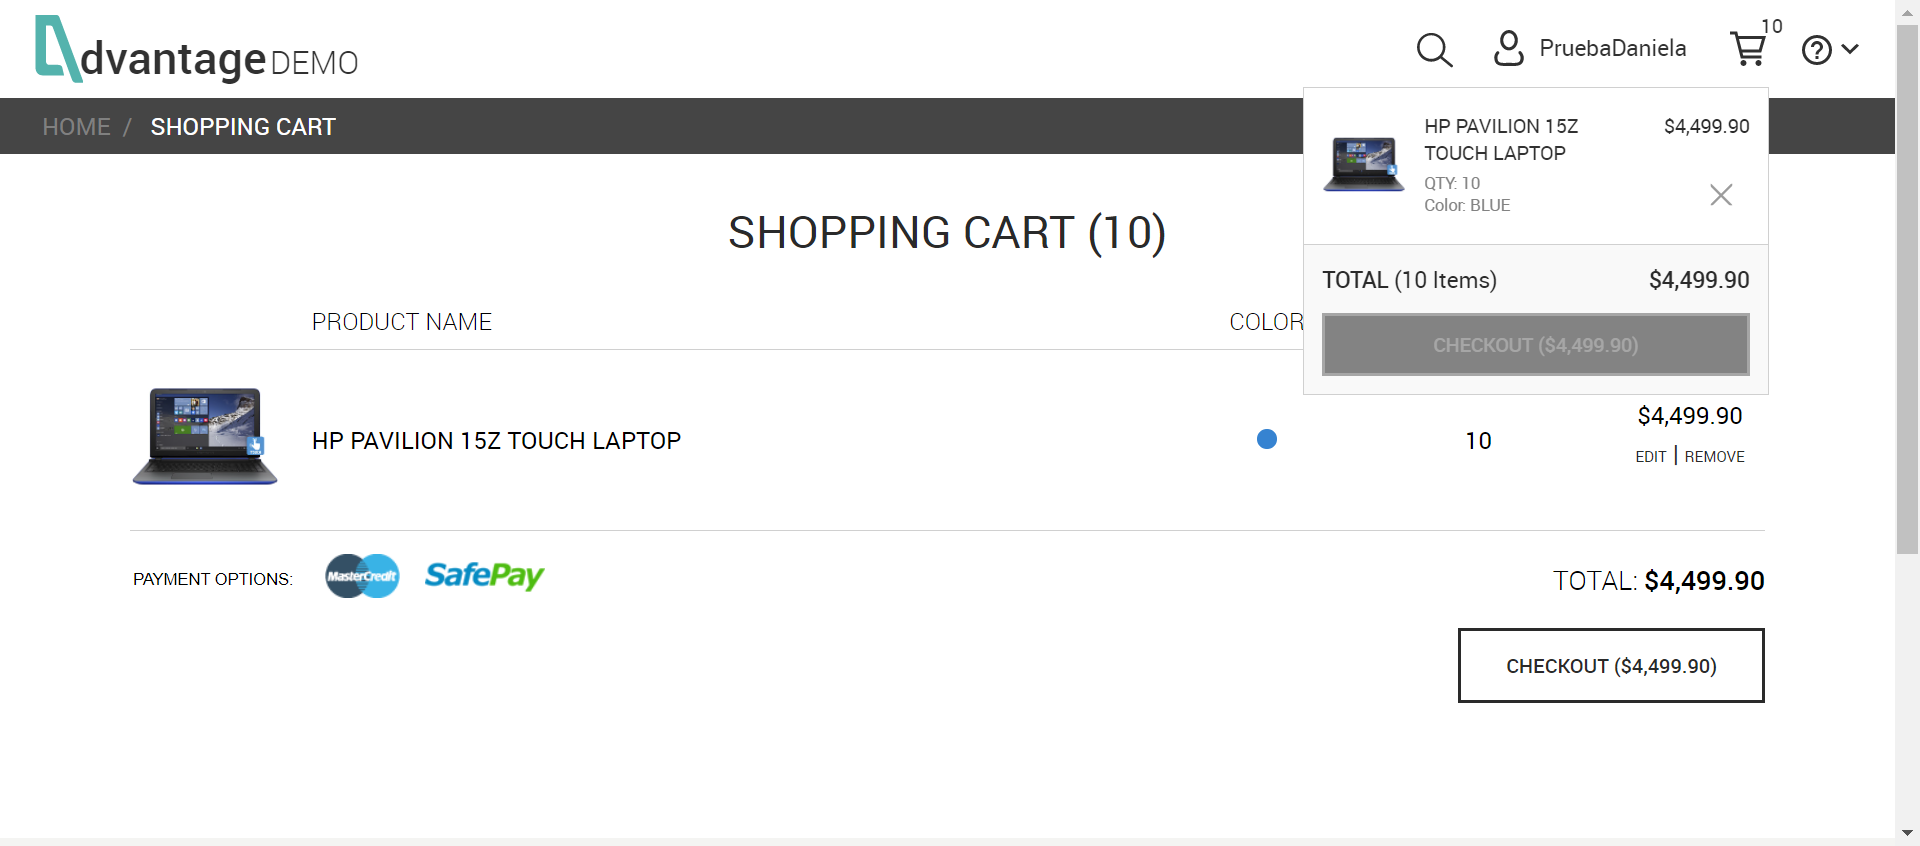 dvantage DEMO
PruebaDaniela
10
HOME / SHOPPING CART
HP PAVILION 15Z
TOUCH LAPTOP
$4,499.90
QTY: 10
Color: BLUE
TOTAL (10 Items)
$4,499.90
CHECKOUT ($4,499.90)
SHOPPING CART (10)
PRODUCT NAME
COLOR
HP PAVILION 15Z TOUCH LAPTOP
10
$4,499.90
EDIT | REMOVE
PAYMENT OPTIONS:
MasterCredit
SafePay
TOTAL: $4,499.90
CHECKOUT ($4,499.90)